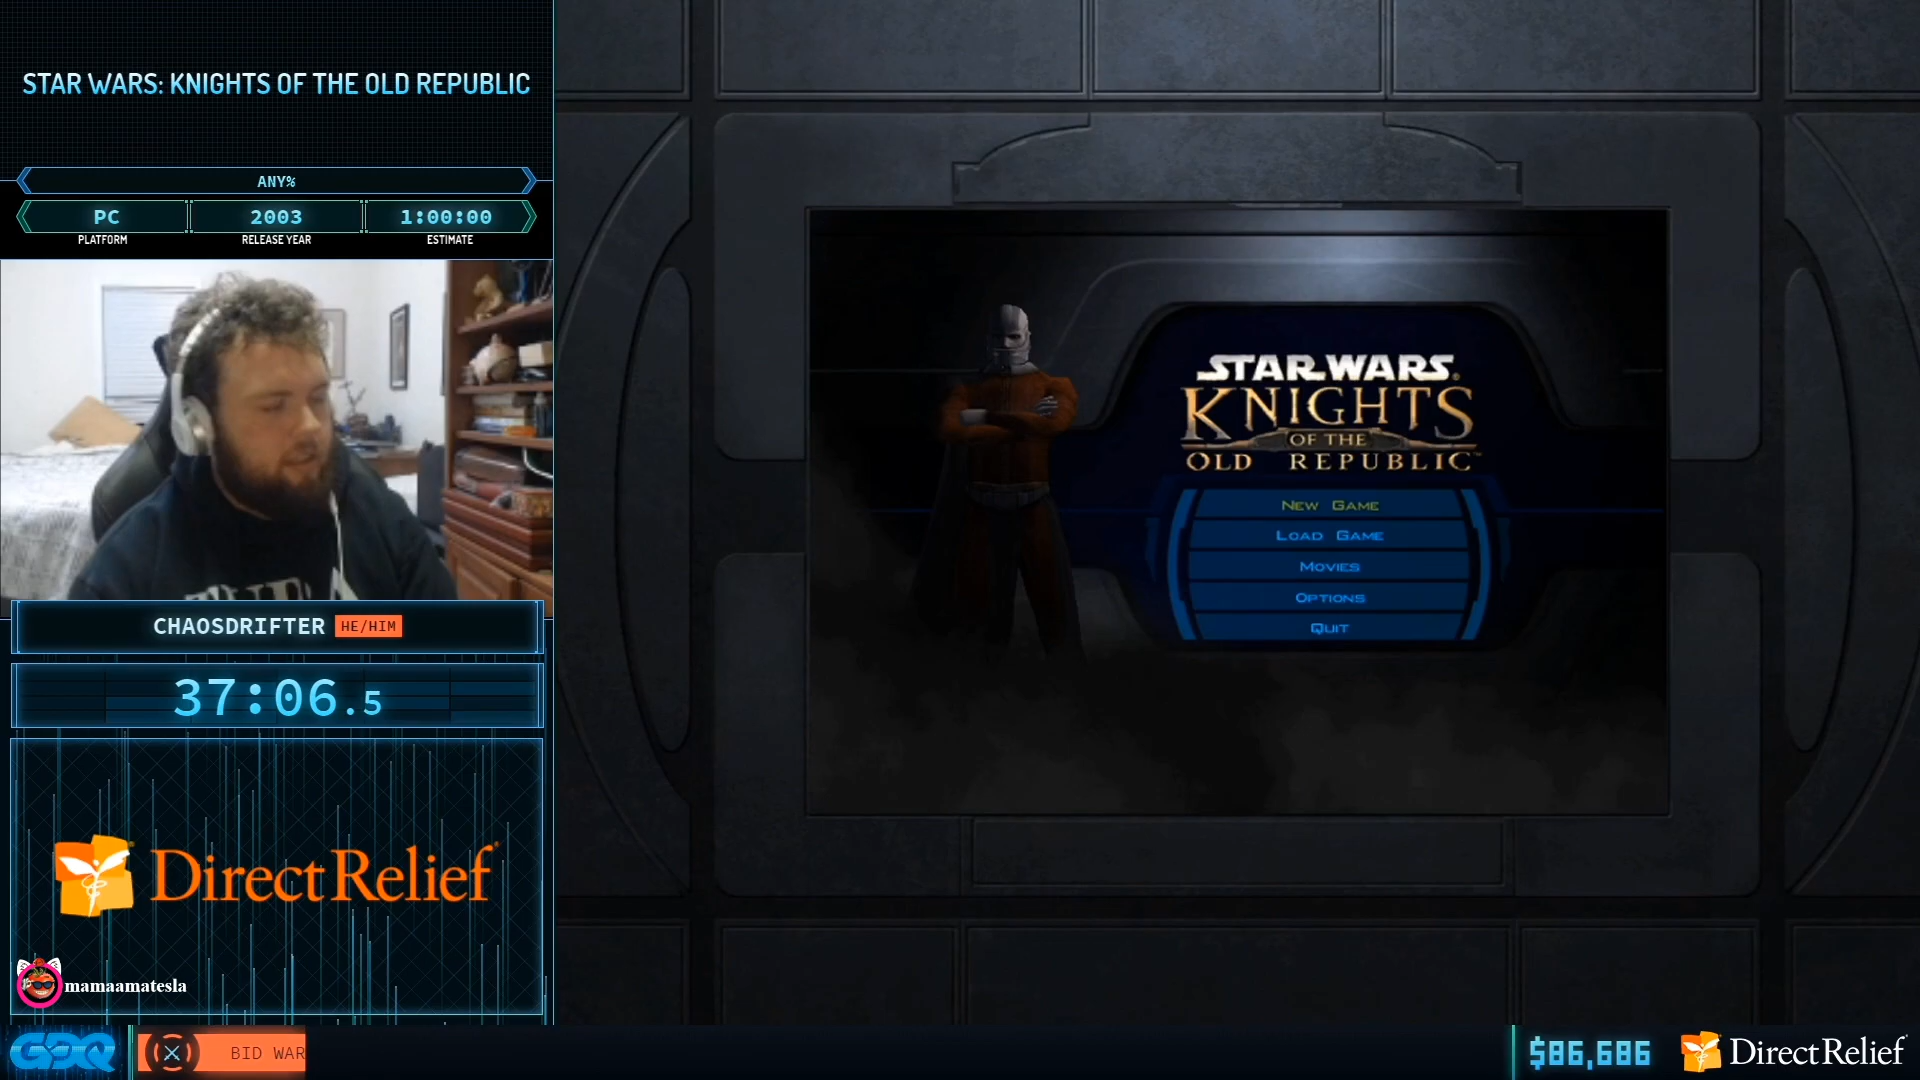 STAR WARS: KNIGHTS OF THE OLD REPUBLIC
ANY%
PC
2003
1:00:00
PLATFORM
RELEASE YEAR
ESTIMATE
CHAOSDRIFTER HE/HIM
37:06.5
DirectRelief
mamaamatesla
STAR WARS
KNIGHTS
OF THE
OLD REPUBLIC
NEW GAME
LOAD GAME
MOVIES
OPTIONS
QUIT
GDQ
BID WAR
$86,686
DirectRelief